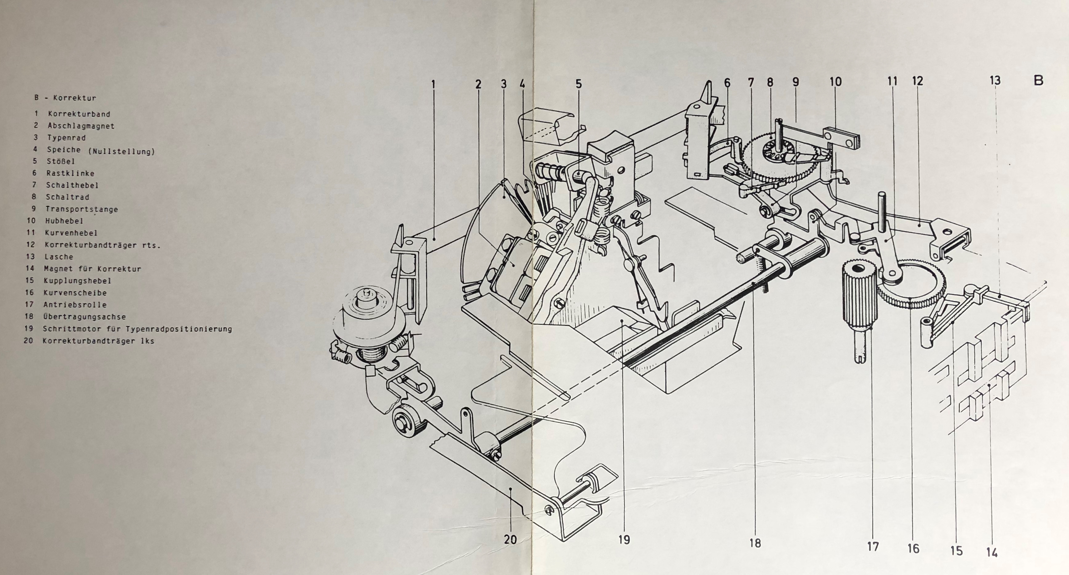 B - Korrektur
1 Korrekturband
2 Abschlagmagnet
3 Typenrad
4 Speiche (Nullstellung)
5 Stößel
6 Rastklinke
7 Schalthebel
8 Schaltrad
9 Transportstange
10 Hubhebel
11 Kurvenhebel
12 Korrekturbandträger rts.
13 Lasche
14 Magnet für Korrektur
15 Kupplungshebel
16 Kurvenscheibe
17 Antriebsrolle
18 Übertragungsachse
19 Schrittmotor für Typenradpositionierung
20 Korrekturbandträger lks
1 2 3 4 5 6 7 8 9 10 11 12 13 B
20 19 18 17 16 15 14